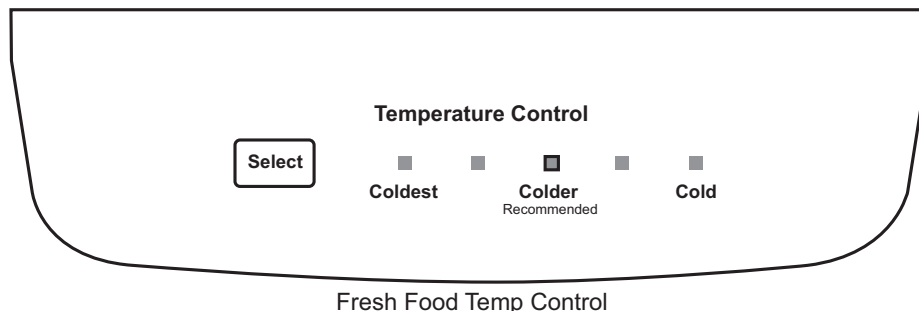 Temperature Control
Select
Coldest
Colder
Cold
Recommended
Fresh Food Temp Control